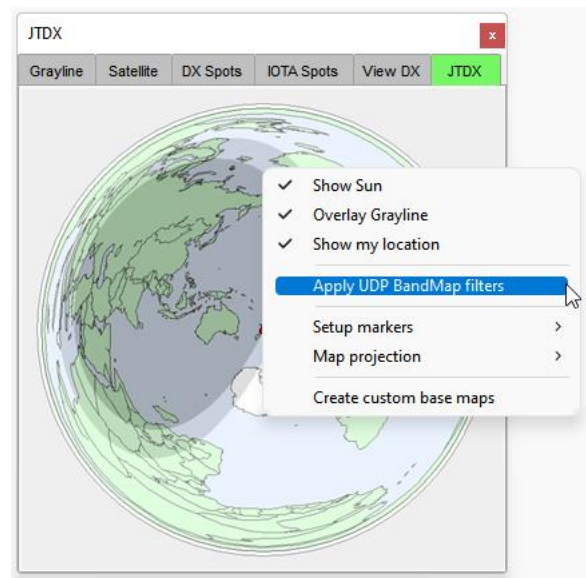 JTDX
x
Grayline Satellite DX Spots IOTA Spots View DX JTDX
Show Sun
Overlay Grayline
Show my location
Apply UDP BandMap filters
Setup markers
Map projection
Create custom base maps